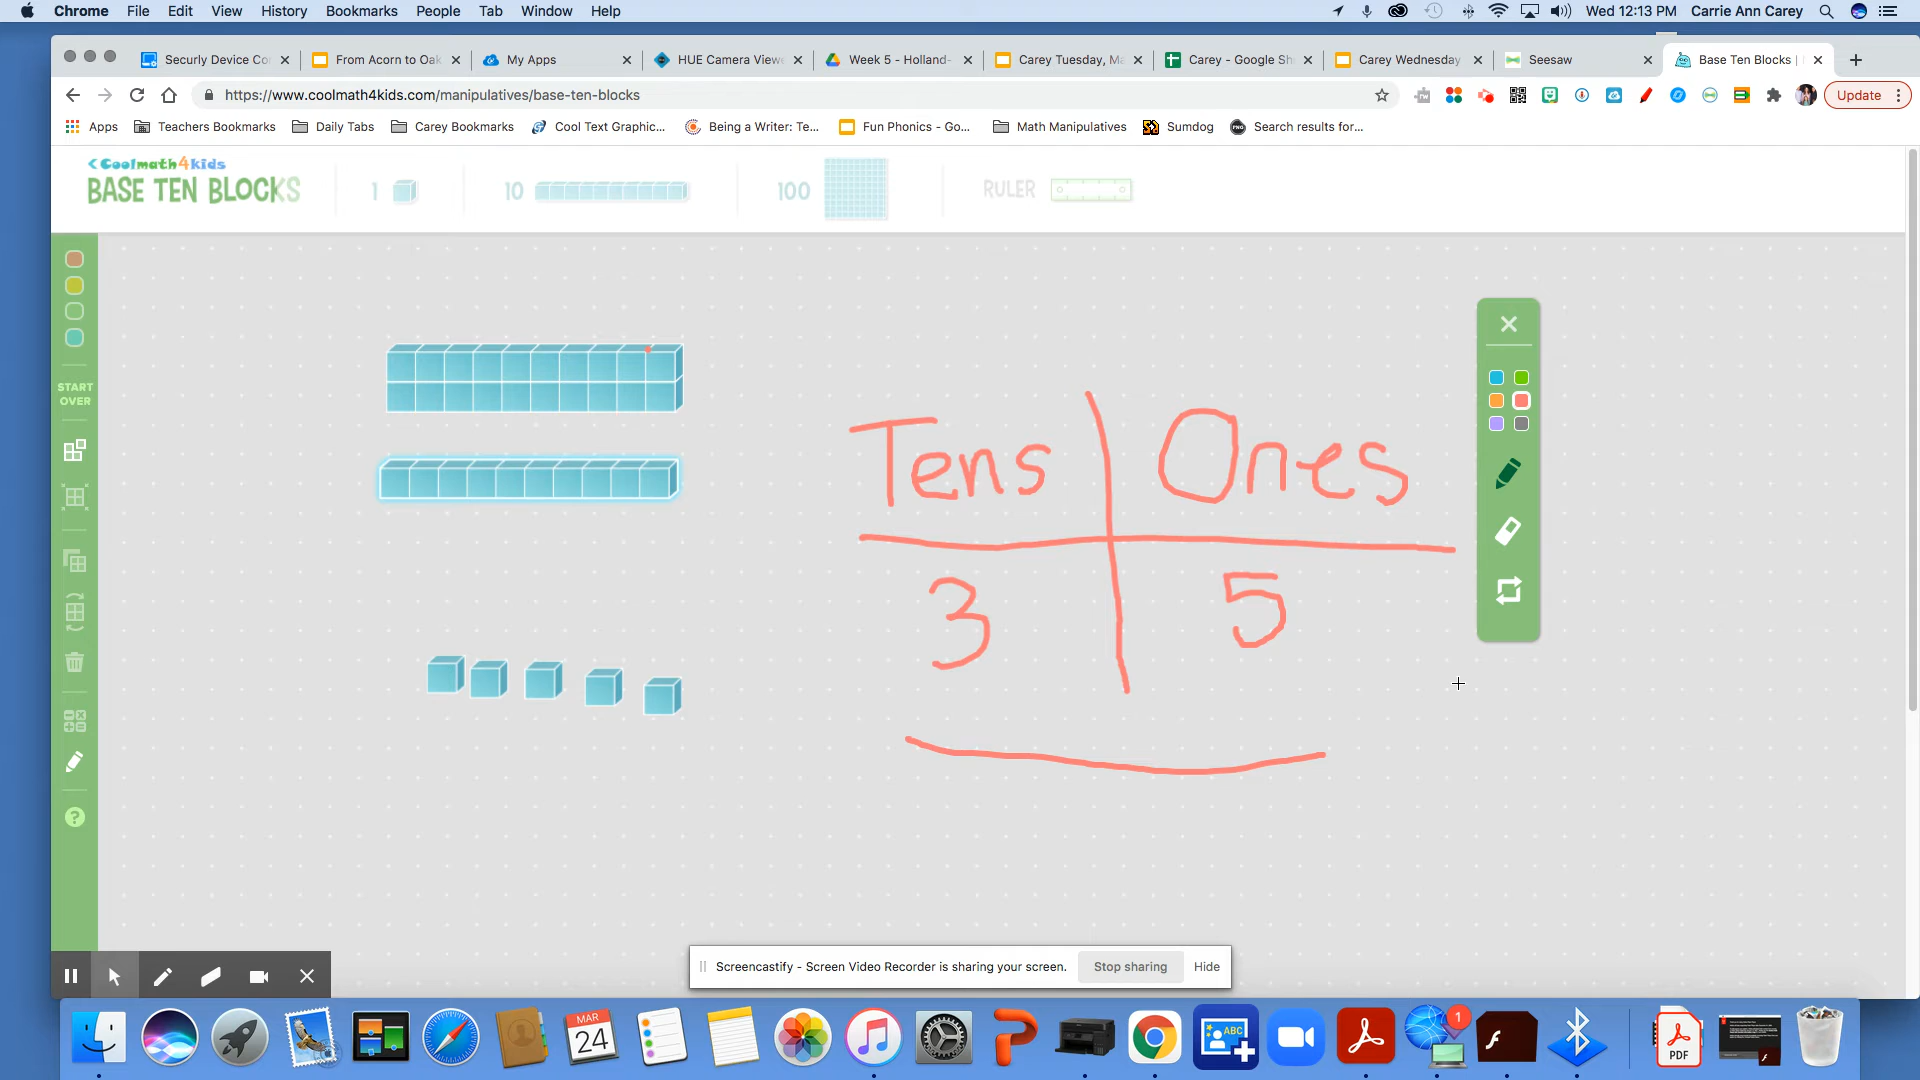 Chrome File Edit View History Bookmarks People Tab Window Help Wed 12:13 PM Carrie Ann Carey
Securly Device Co From Acorn to Oak My Apps HUE Camera Viewe Week 5 - Holland- Carey Tuesday, Ma Carey - Google Sh Carey Wednesday Seesaw Base Ten Blocks |
https://www.coolmath4kids.com/manipulatives/base-ten-blocks Update
Apps Teachers Bookmarks Daily Tabs Carey Bookmarks Cool Text Graphic... Being a Writer: Te... Fun Phonics - Go... Math Manipulatives Sumdog Search results for...
Coolmath4kids
BASE TEN BLOCKS 1 10 100 RULER
START
OVER
Tens Ones
3 5
Screencastify - Screen Video Recorder is sharing your screen. Stop sharing Hide
MAR
24
ABC
1
PDF